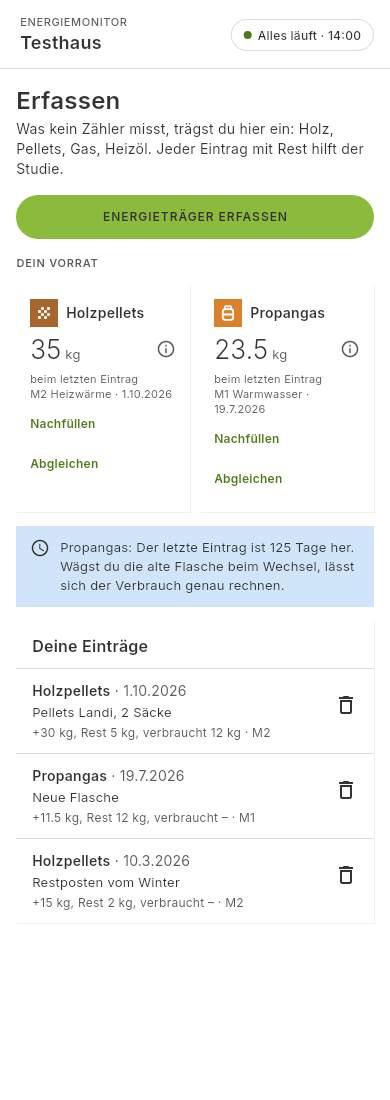 ENERGIEMONITOR
Testhaus
Alles läuft · 14:00
Erfassen
Was kein Zähler misst, trägst du hier ein: Holz,
Pellets, Gas, Heizöl. Jeder Eintrag mit Rest hilft der
Studie.
ENERGIETRÄGER ERFASSEN
DEIN VORRAT
Holzpellets
35 kg
beim letzten Eintrag
M2 Heizwärme · 1.10.2026
Nachfüllen
Abgleichen
Propangas
23.5 kg
beim letzten Eintrag
M1 Warmwasser ·
19.7.2026
Nachfüllen
Abgleichen
Propangas: Der letzte Eintrag ist 125 Tage her.
Wägst du die alte Flasche beim Wechsel, lässt
sich der Verbrauch genau rechnen.
Deine Einträge
Holzpellets · 1.10.2026
Pellets Landi, 2 Säcke
+30 kg, Rest 5 kg, verbraucht 12 kg · M2
Propangas · 19.7.2026
Neue Flasche
+11.5 kg, Rest 12 kg, verbraucht – · M1
Holzpellets · 10.3.2026
Restposten vom Winter
+15 kg, Rest 2 kg, verbraucht – · M2